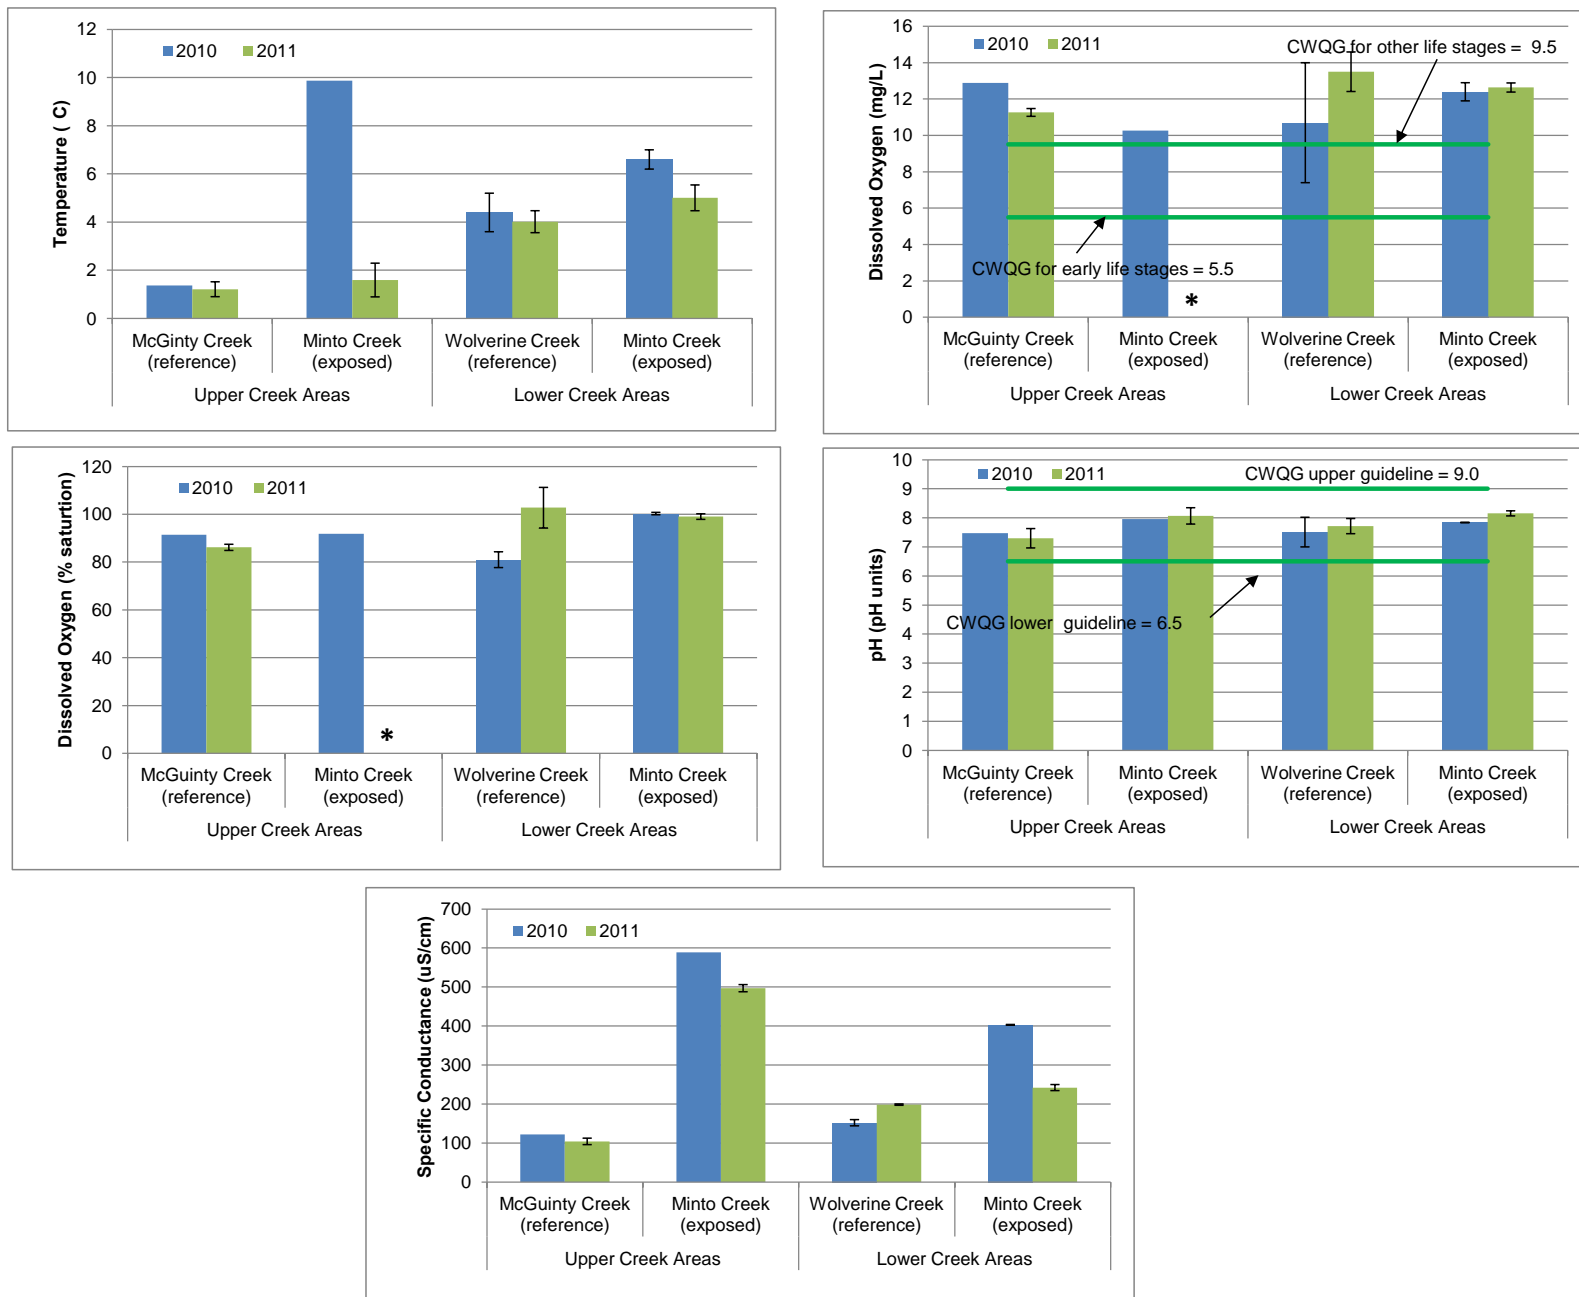 12
10
8
6
4
2
0
Temperature ( C)
2010 2011
McGinty Creek (reference)
Minto Creek (exposed)
Wolverine Creek (reference)
Minto Creek (exposed)
Upper Creek Areas Lower Creek Areas
16
14
12
10
8
6
4
2
0
Dissolved Oxygen (mg/L)
2010 2011
CWQG for other life stages = 9.5
CWQG for early life stages = 5.5
*
McGuinty Creek (reference)
Minto Creek (exposed)
Wolverine Creek (reference)
Minto Creek (exposed)
Upper Creek Areas Lower Creek Areas
120
100
80
60
40
20
0
Dissolved Oxygen (% saturtion)
2010 2011
*
McGuinty Creek (reference)
Minto Creek (exposed)
Wolverine Creek (reference)
Minto Creek (exposed)
Upper Creek Areas Lower Creek Areas
10
9
8
7
6
5
4
3
2
1
0
pH (pH units)
2010 2011
CWQG upper guideline = 9.0
CWQG lower guideline = 6.5
McGuinty Creek (reference)
Minto Creek (exposed)
Wolverine Creek (reference)
Minto Creek (exposed)
Upper Creek Areas Lower Creek Areas
700
600
500
400
300
200
100
0
Specific Conductance (uS/cm)
2010 2011
McGuinty Creek (reference)
Minto Creek (exposed)
Wolverine Creek (reference)
Minto Creek (exposed)
Upper Creek Areas Lower Creek Areas